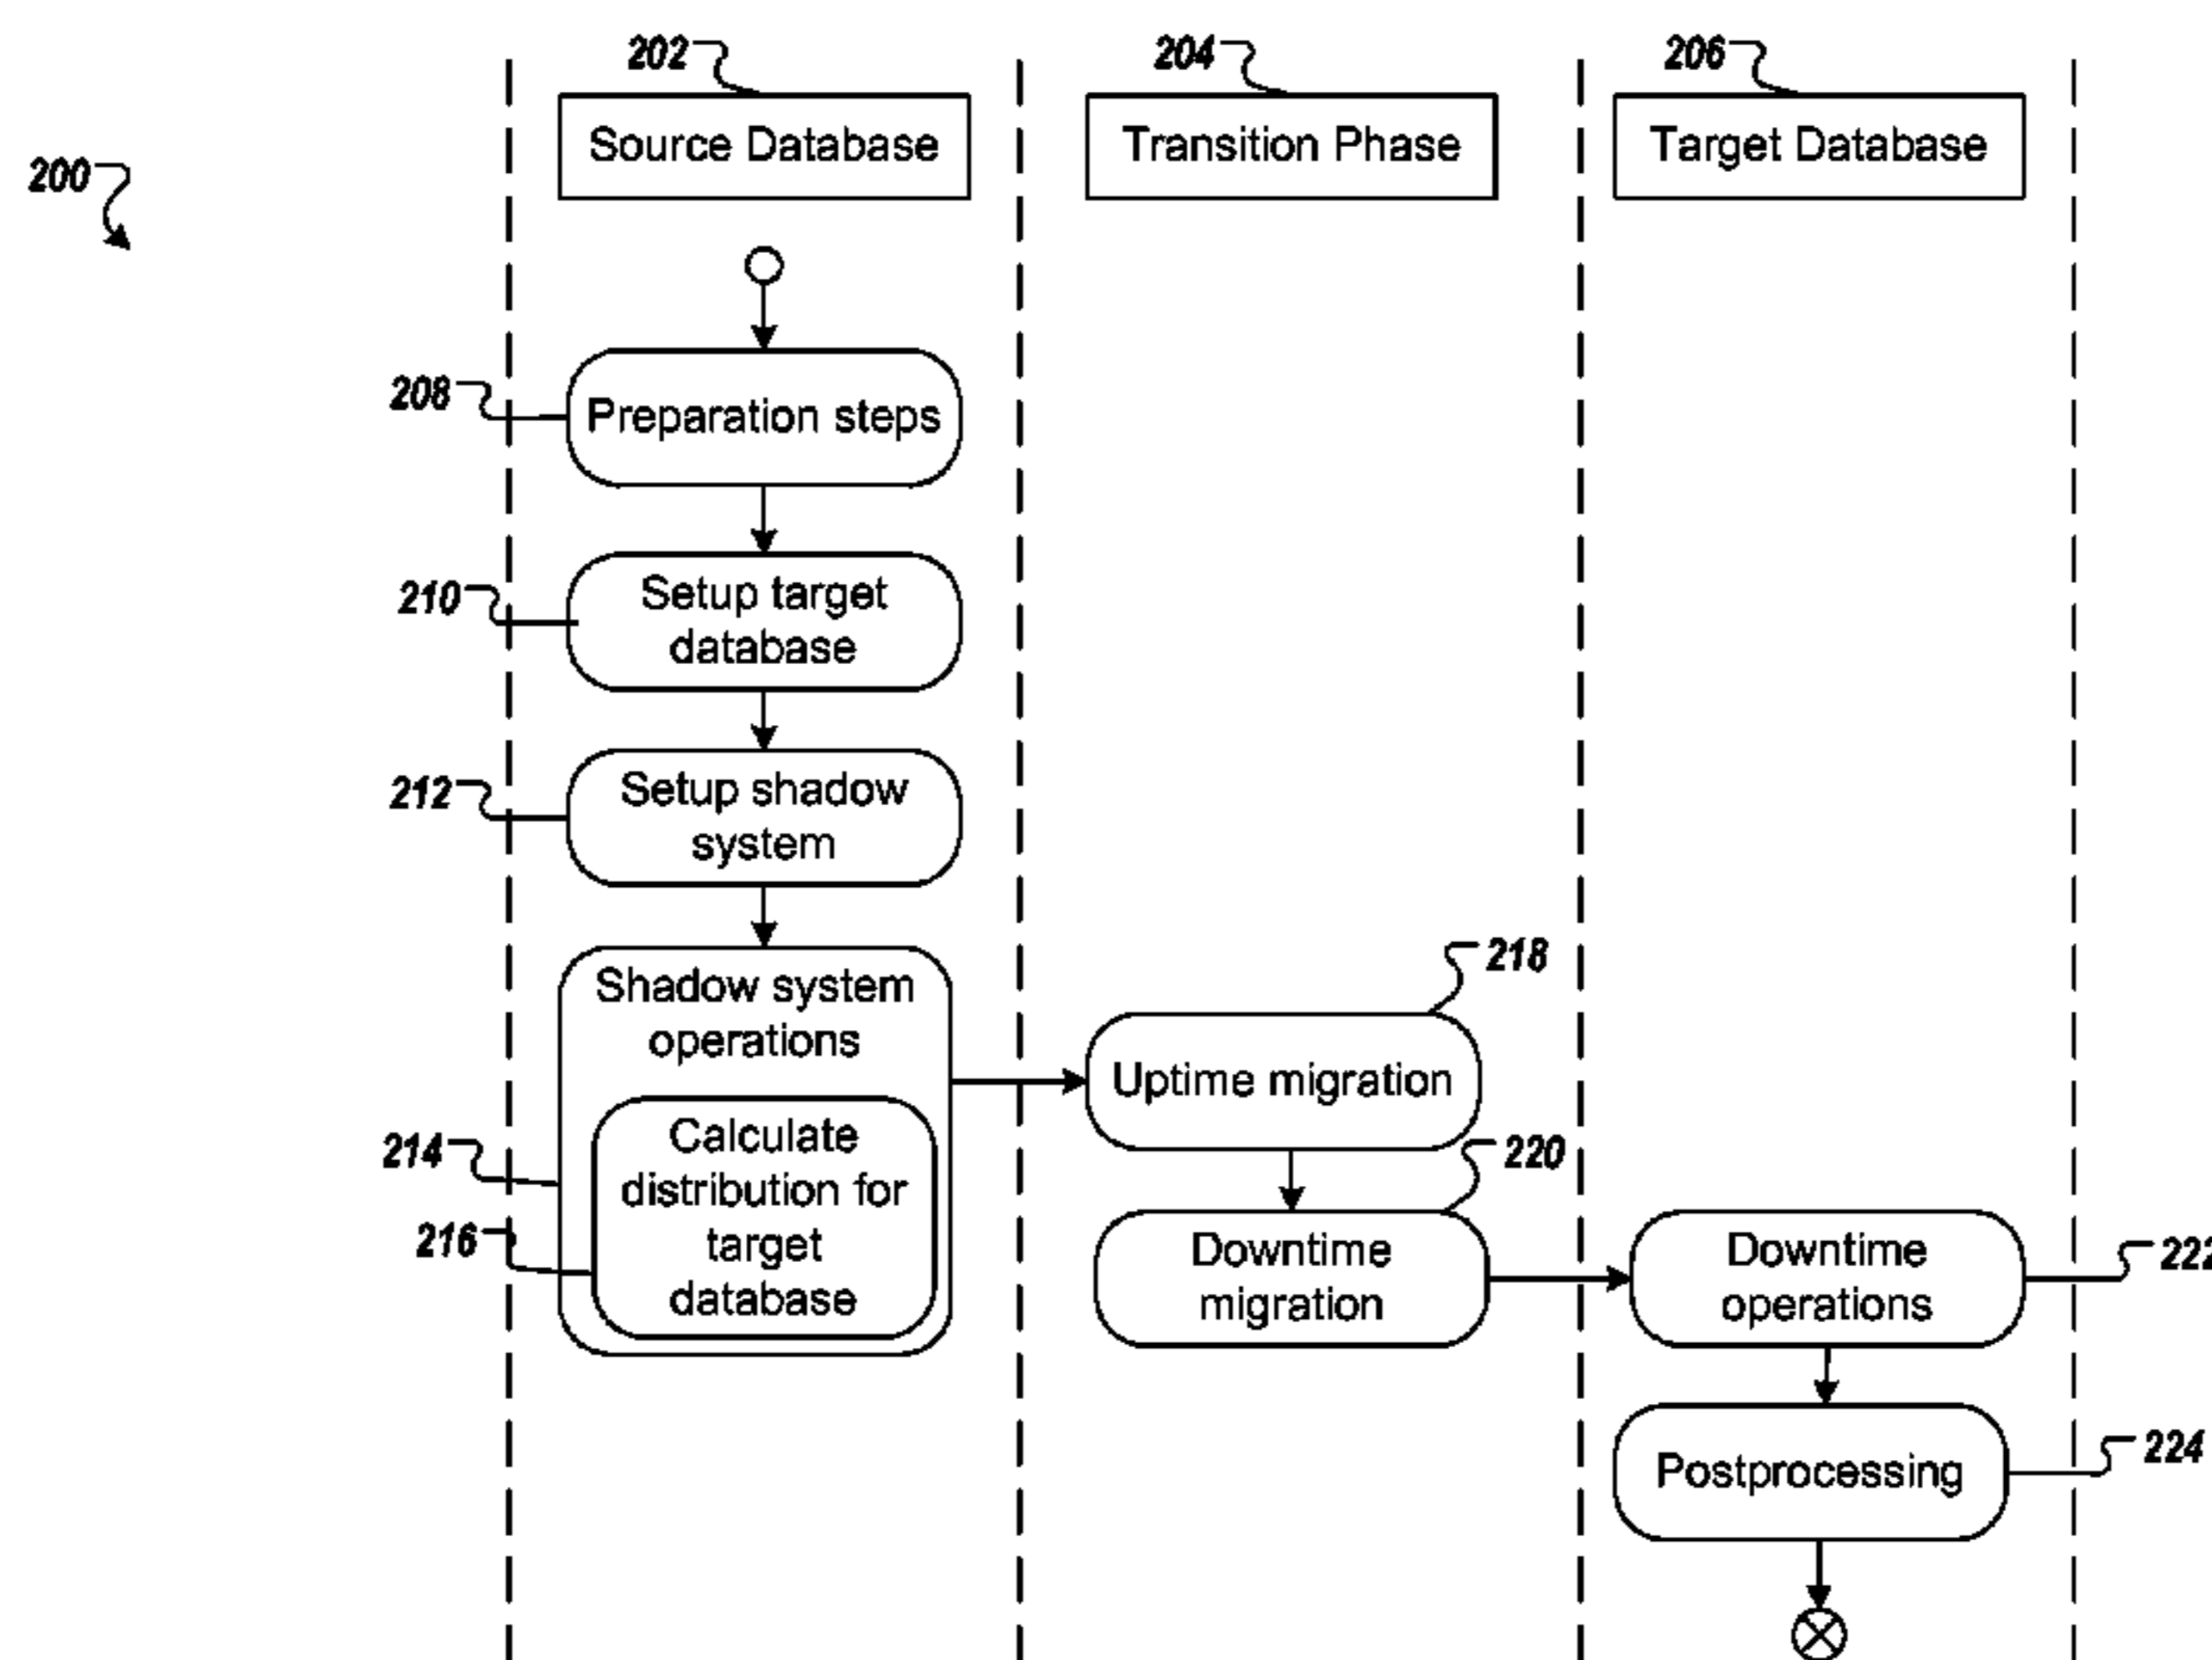 202
204
206
Source Database
Transition Phase
Target Database
200
208
Preparation steps
210
Setup target
database
212
Setup shadow
system
Shadow system
operations
218
Uptime migration
214
Calculate
distribution for
target
database
216
220
Downtime
migration
Downtime
operations
222
Postprocessing
224